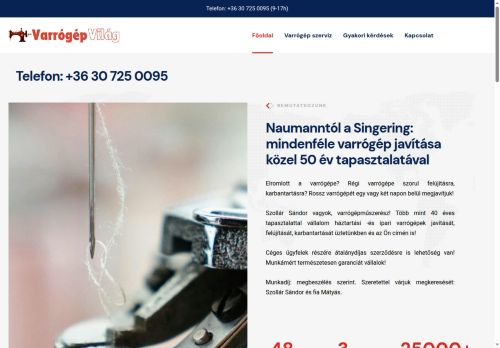 Telefon: +36 30 725 0095 (9-17h)
Varrógép Világ
Főoldal
Varrógép szervíz
Gyakori kérdések
Kapcsolat
Telefon: +36 30 725 0095
BEMUTATKOZUNK
Naumanntól a Singering:
mindenféle varrógép javítása
közel 50 év tapasztalatával
Elromlott a varrógépe? Régi varrógépe szorul felújításra,
karbantartásra? Rossz varrógépét egy vagy két napon belül megjavítjuk!
Szollár Sándor vagyok, varrógépműszerész! Több mint 40 éves
tapasztalattal vállalom háztartási és ipari varrógépek javítását,
felújítását, karbantartását üzletünkben és az Ön címén is!
Céges ügyfelek részére átalánydíjas szerződésre is lehetőség van!
Munkámért természetesen garanciát vállalok!
Munkadíj: megbeszélés szerint. Szeretettel várjuk megkeresését:
Szollár Sándor és fia Mátyás.
48
3
25000+